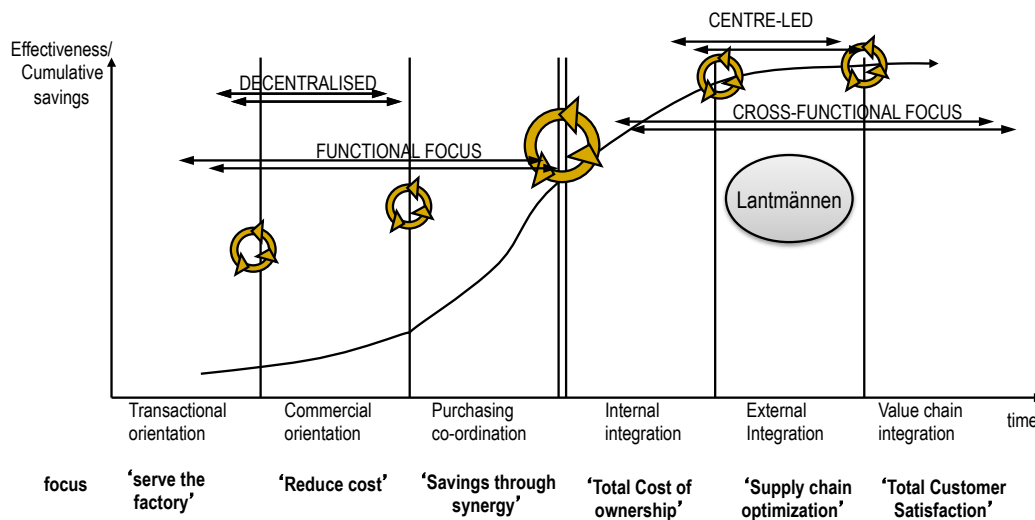 CENTRE-LED
Effectiveness/
Cumulative
savings
DECENTRALISED
CROSS-FUNCTIONAL FOCUS
FUNCTIONAL FOCUS
Lantmännen
Transactional
orientation
Commercial
orientation
Purchasing
co-ordination
Internal
integration
External
Integration
Value chain
integration
time
focus
‘serve the
factory’
‘Reduce cost’
‘Savings through
synergy’
‘Total Cost of
ownership’
‘Supply chain
optimization’
‘Total Customer
Satisfaction’